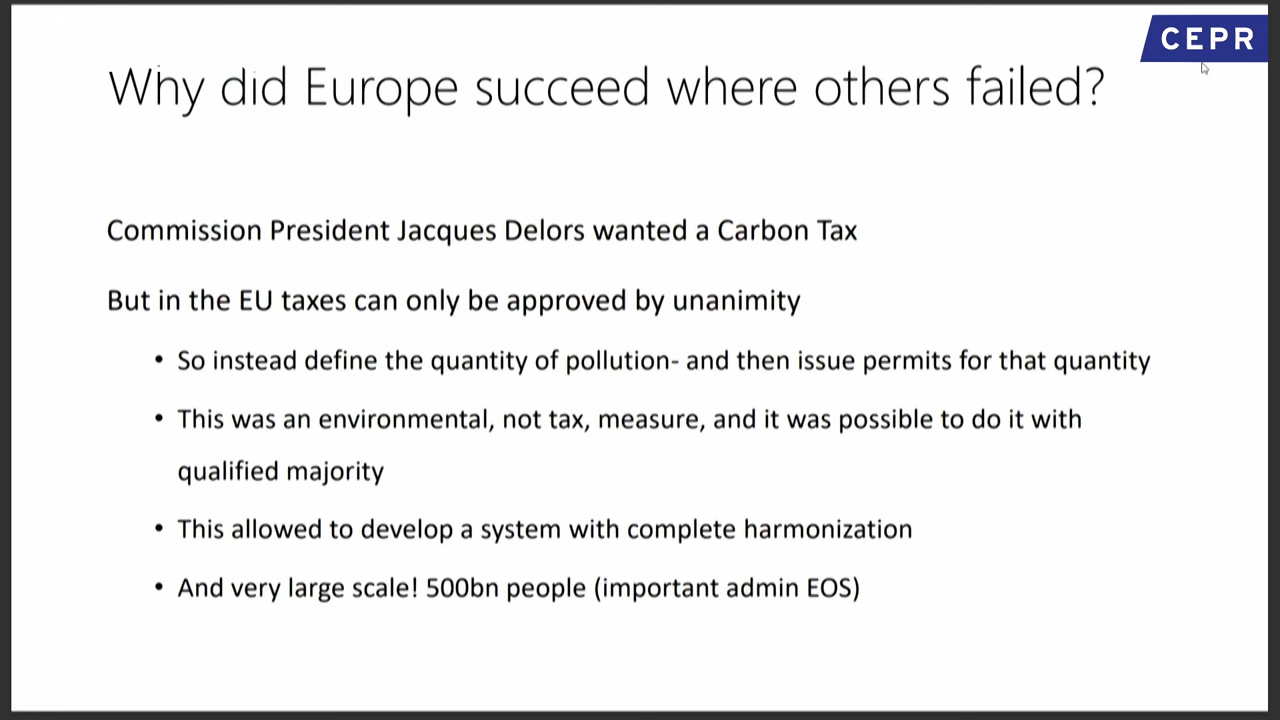 CEPR
Why did Europe succeed where others failed?
Commission President Jacques Delors wanted a Carbon Tax
But in the EU taxes can only be approved by unanimity
• So instead define the quantity of pollution- and then issue permits for that quantity
• This was an environmental, not tax, measure, and it was possible to do it with
qualified majority
• This allowed to develop a system with complete harmonization
• And very large scale! 500bn people (important admin EOS)